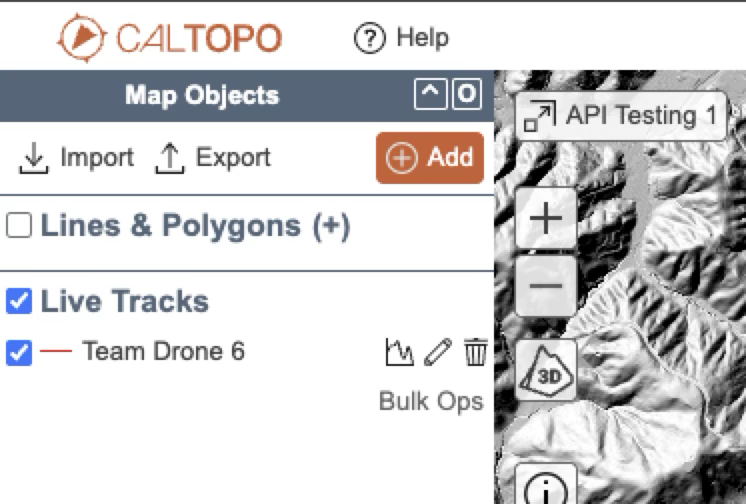 CALTOPO
? Help
Map Objects
^ O
API Testing 1
Import Export + Add
Lines & Polygons (+)
Live Tracks
Team Drone 6
Bulk Ops
+
−
3D
i